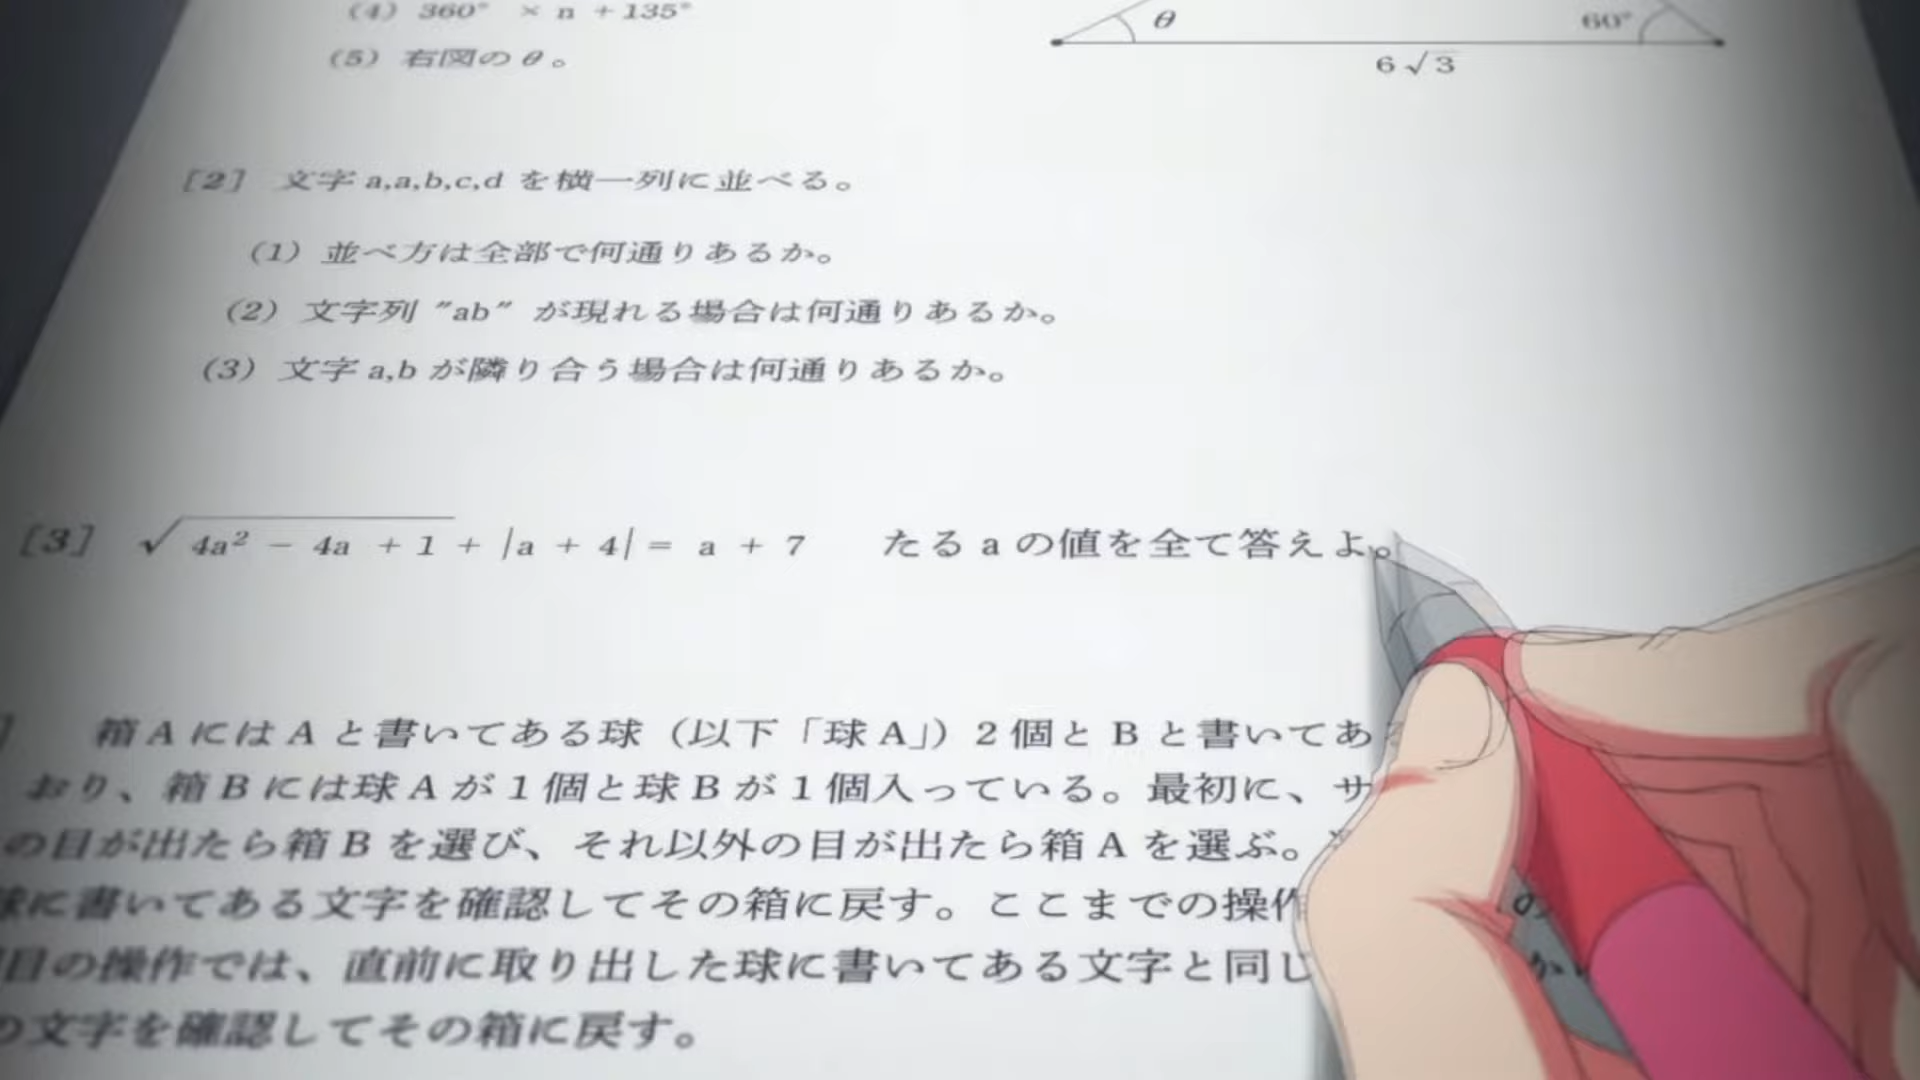 (4) 360° × n + 135°
θ
60°
(5) 右図の θ 。
6√3
[2] 文字 a,a,b,c,d を横一列に並べる。
(1) 並べ方は全部で何通りあるか。
(2) 文字列 "ab" が現れる場合は何通りあるか。
(3) 文字 a,b が隣り合う場合は何通りあるか。
[3] √4a² − 4a + 1 + |a + 4| = a + 7 たる a の値を全て答えよ。
] 箱 A には A と書いてある球（以下「球 A」）2 個と B と書いてあ
おり、箱 B には球 A が 1 個と球 B が 1 個入っている。最初に、サ
の目が出たら箱 B を選び、それ以外の目が出たら箱 A を選ぶ。
球に書いてある文字を確認してその箱に戻す。ここまでの操作 の
目の操作では、直前に取り出した球に書いてある文字と同じ か
の文字を確認してその箱に戻す。